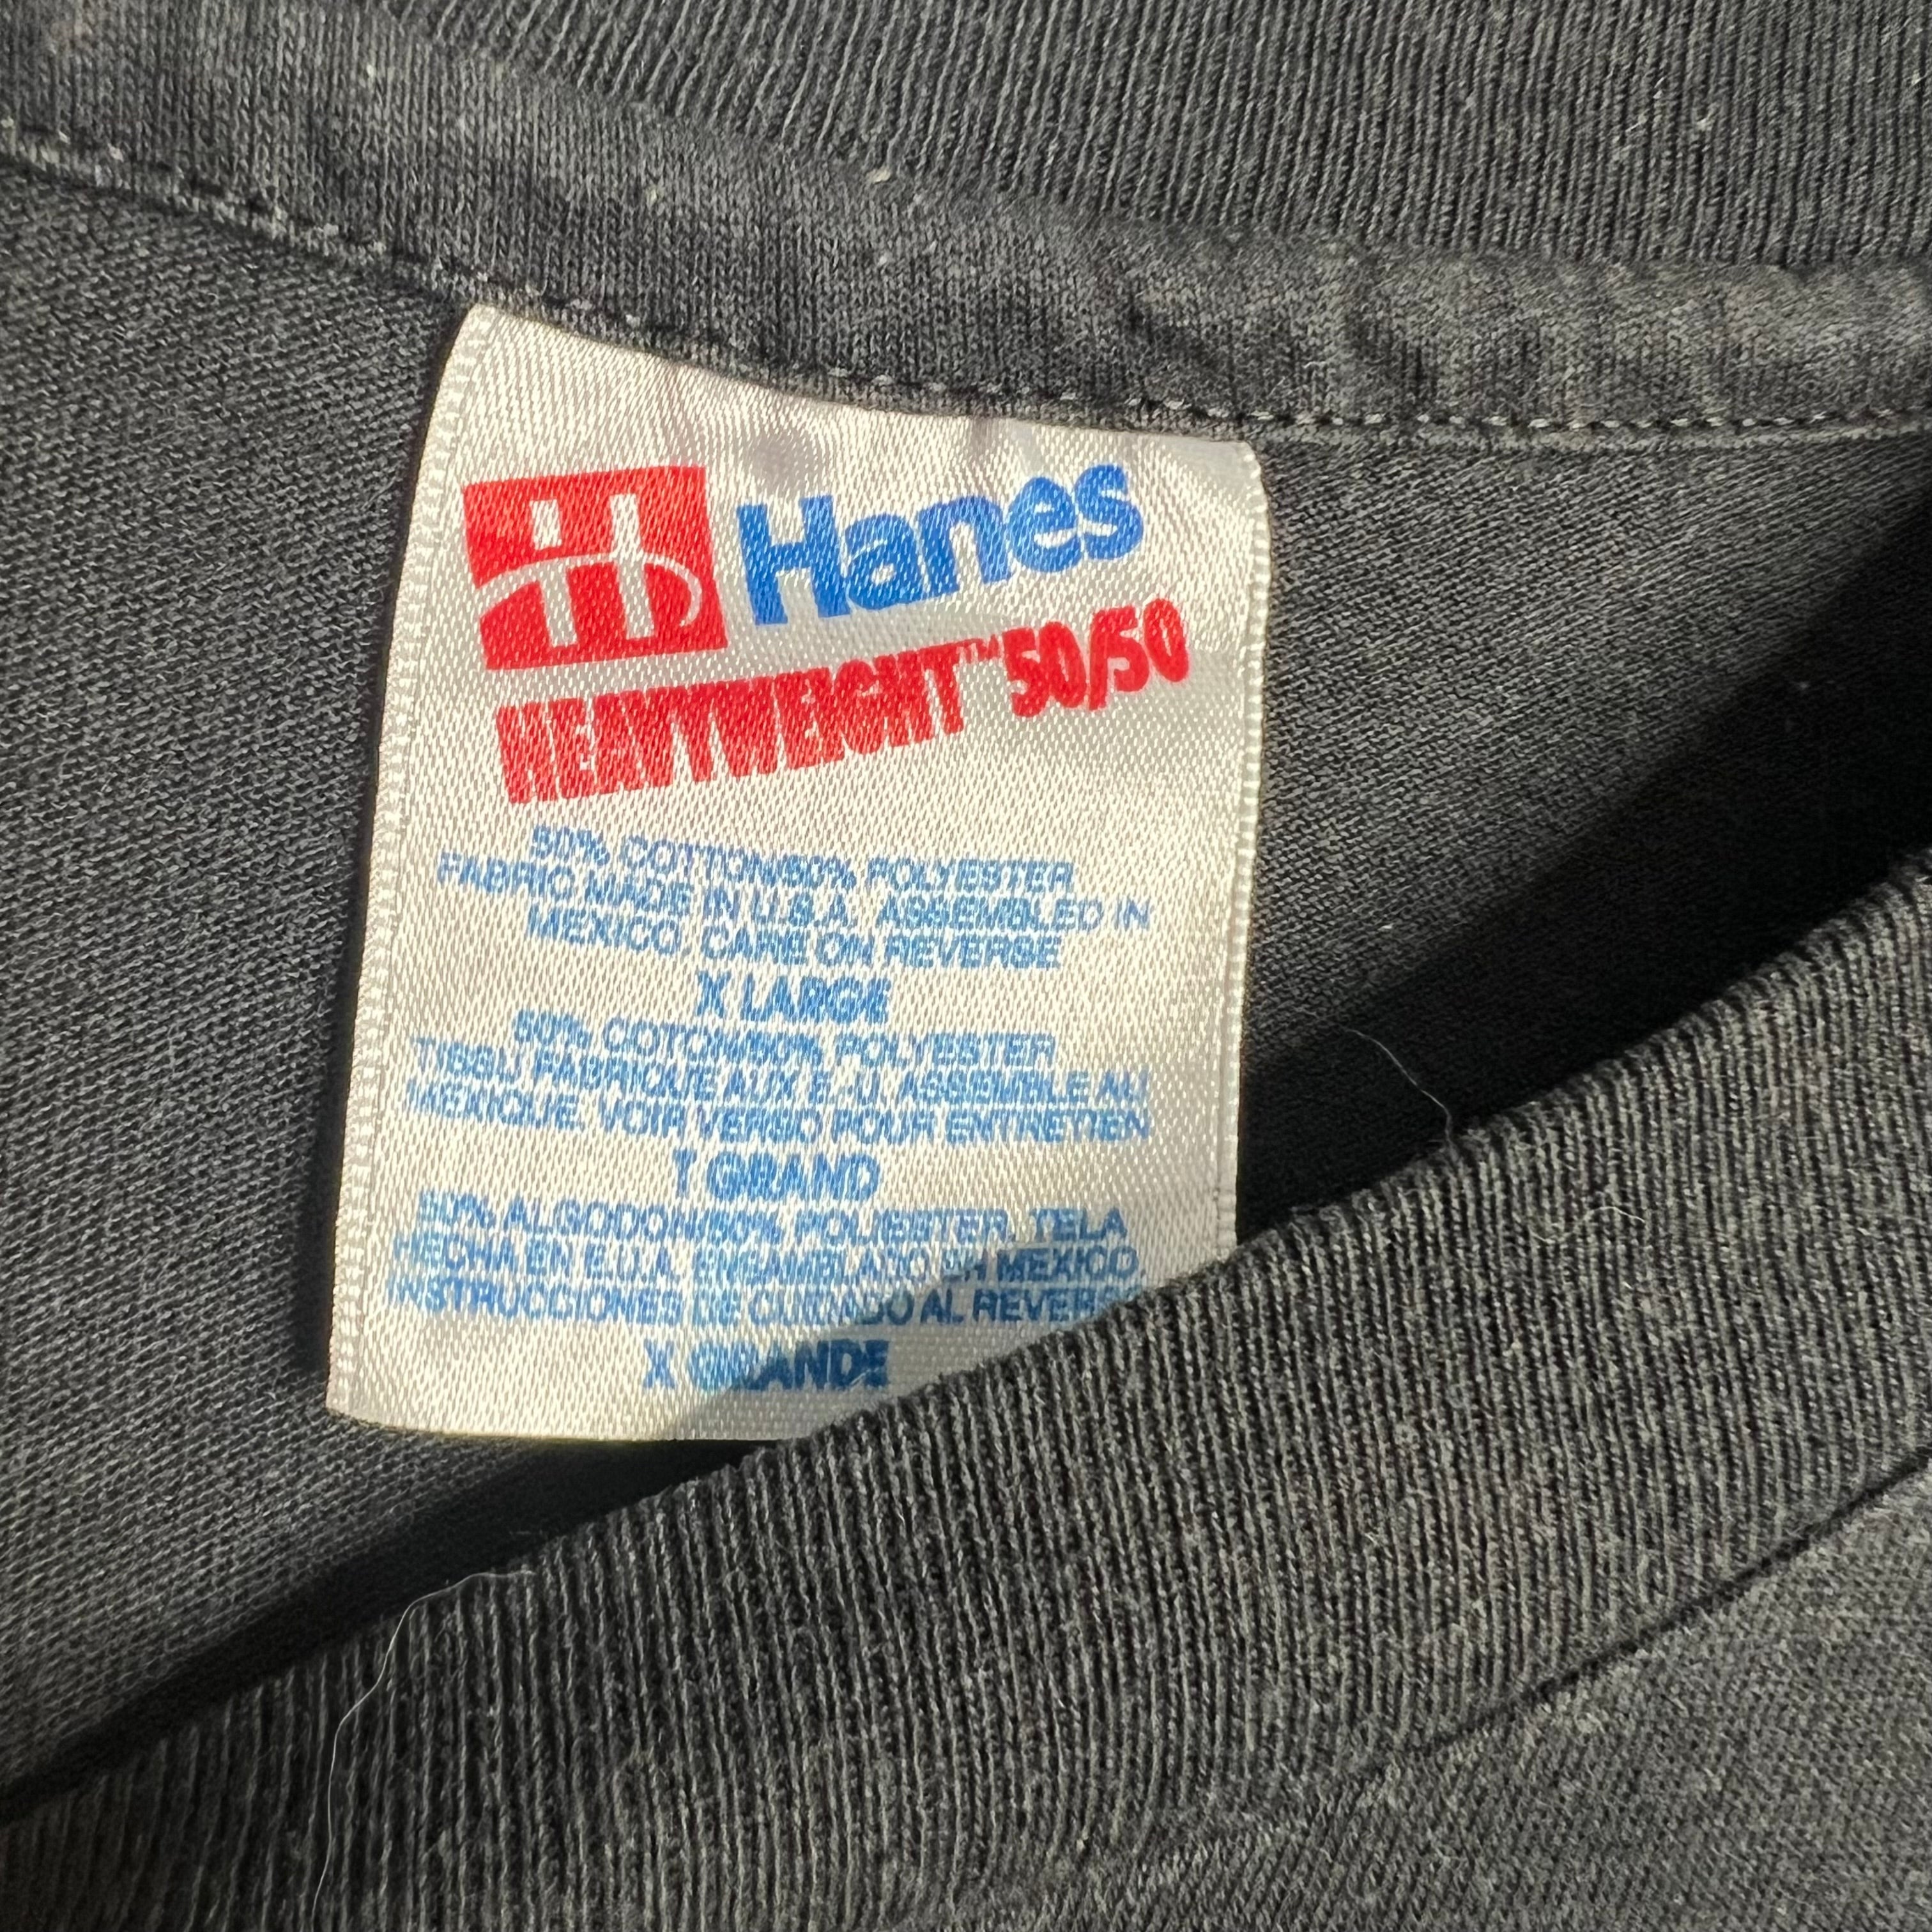 Hanes
HEAVYWEIGHT™ 50/50
50% COTTON/50% POLYESTER
FABRIC MADE IN U.S.A. ASSEMBLED IN
MEXICO CARE ON REVERSE
X LARGE
50% COTON/50% POLYESTER
TISSU FABRIQUE AUX E.-U. ASSEMBLE AU
MEXIQUE VOIR VERSO POUR ENTRETIEN
T GRAND
50% ALGODON/50% POLIESTER. TELA
HECHA EN E.U.A. ENSAMBLADO EN MEXICO
INSTRUCCIONES DE CUIDADO AL REVERSO
X GRANDE